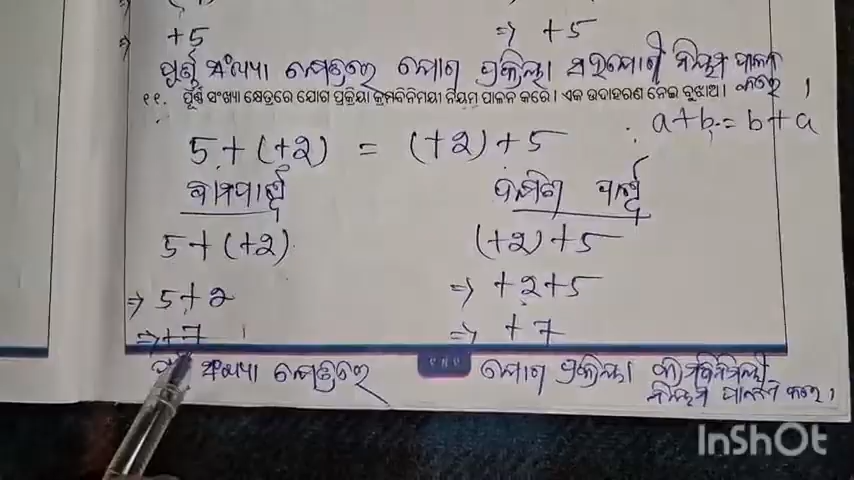 ⇒ +5 ⇒ +5
ପୂର୍ଣ୍ଣ ସଂଖ୍ୟା କ୍ଷେତ୍ରରେ ଯୋଗ ପ୍ରକ୍ରିୟା ସହଯୋଗୀ ନିୟମ ପାଳନ କରେ ।
୧୧. ପୂର୍ଣ୍ଣ ସଂଖ୍ୟା କ୍ଷେତ୍ରରେ ଯୋଗ ପ୍ରକ୍ରିୟା କ୍ରମବିନିମୟୀ ନିୟମ ପାଳନ କରେ । ଏକ ଉଦାହରଣ ନେଇ ବୁଝାଅ ।
a+b = b+a
5+(+2) = (+2)+5
ବାମପାର୍ଶ୍ୱ ଦକ୍ଷିଣ ପାର୍ଶ୍ୱ
5+(+2) (+2)+5
⇒ 5+2 ⇒ +2+5
⇒ +7 ⇒ +7
ସଂଖ୍ୟା କ୍ଷେତ୍ରରେ ଯୋଗ ପ୍ରକ୍ରିୟା କ୍ରମବିନିମୟୀ
ନିୟମ ପାଳନ କରେ ।
InShOt